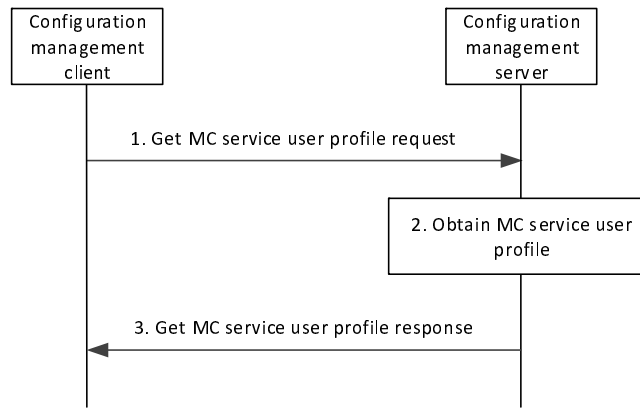 Configuration
management
client
Configuration
management
server
1. Get MC service user profile request
2. Obtain MC service user
profile
3. Get MC service user profile response